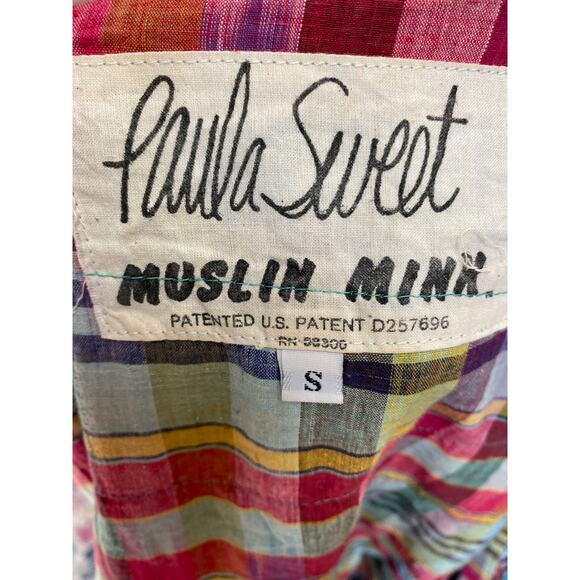 Paula Sweet
MUSLIN MINK
PATENTED U.S. PATENT D257696
S